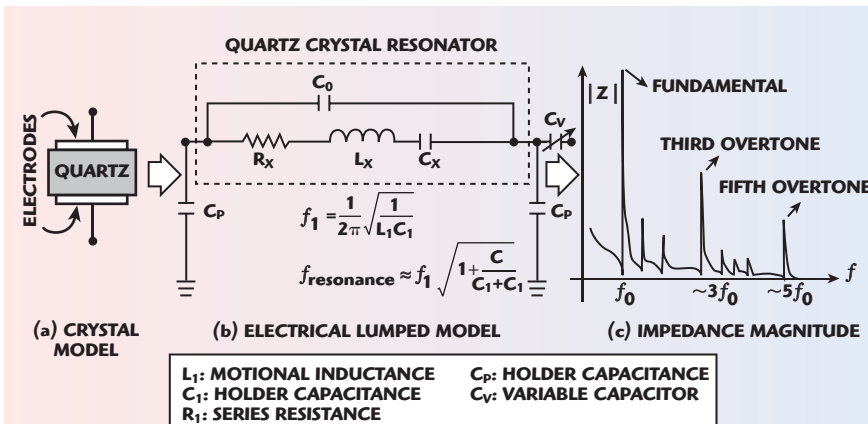 QUARTZ CRYSTAL RESONATOR
ELECTRODES
QUARTZ
C0
RX
LX
CX
CV
CP
CP
f1 = 1/2π √1/L1C1
fresonance ≈ f1 √1+C/C1+C1
|Z|
FUNDAMENTAL
THIRD OVERTONE
FIFTH OVERTONE
f0
~3f0
~5f0
f
(a) CRYSTAL
MODEL
(b) ELECTRICAL LUMPED MODEL
(c) IMPEDANCE MAGNITUDE
L1: MOTIONAL INDUCTANCE
C1: HOLDER CAPACITANCE
R1: SERIES RESISTANCE
CP: HOLDER CAPACITANCE
CV: VARIABLE CAPACITOR